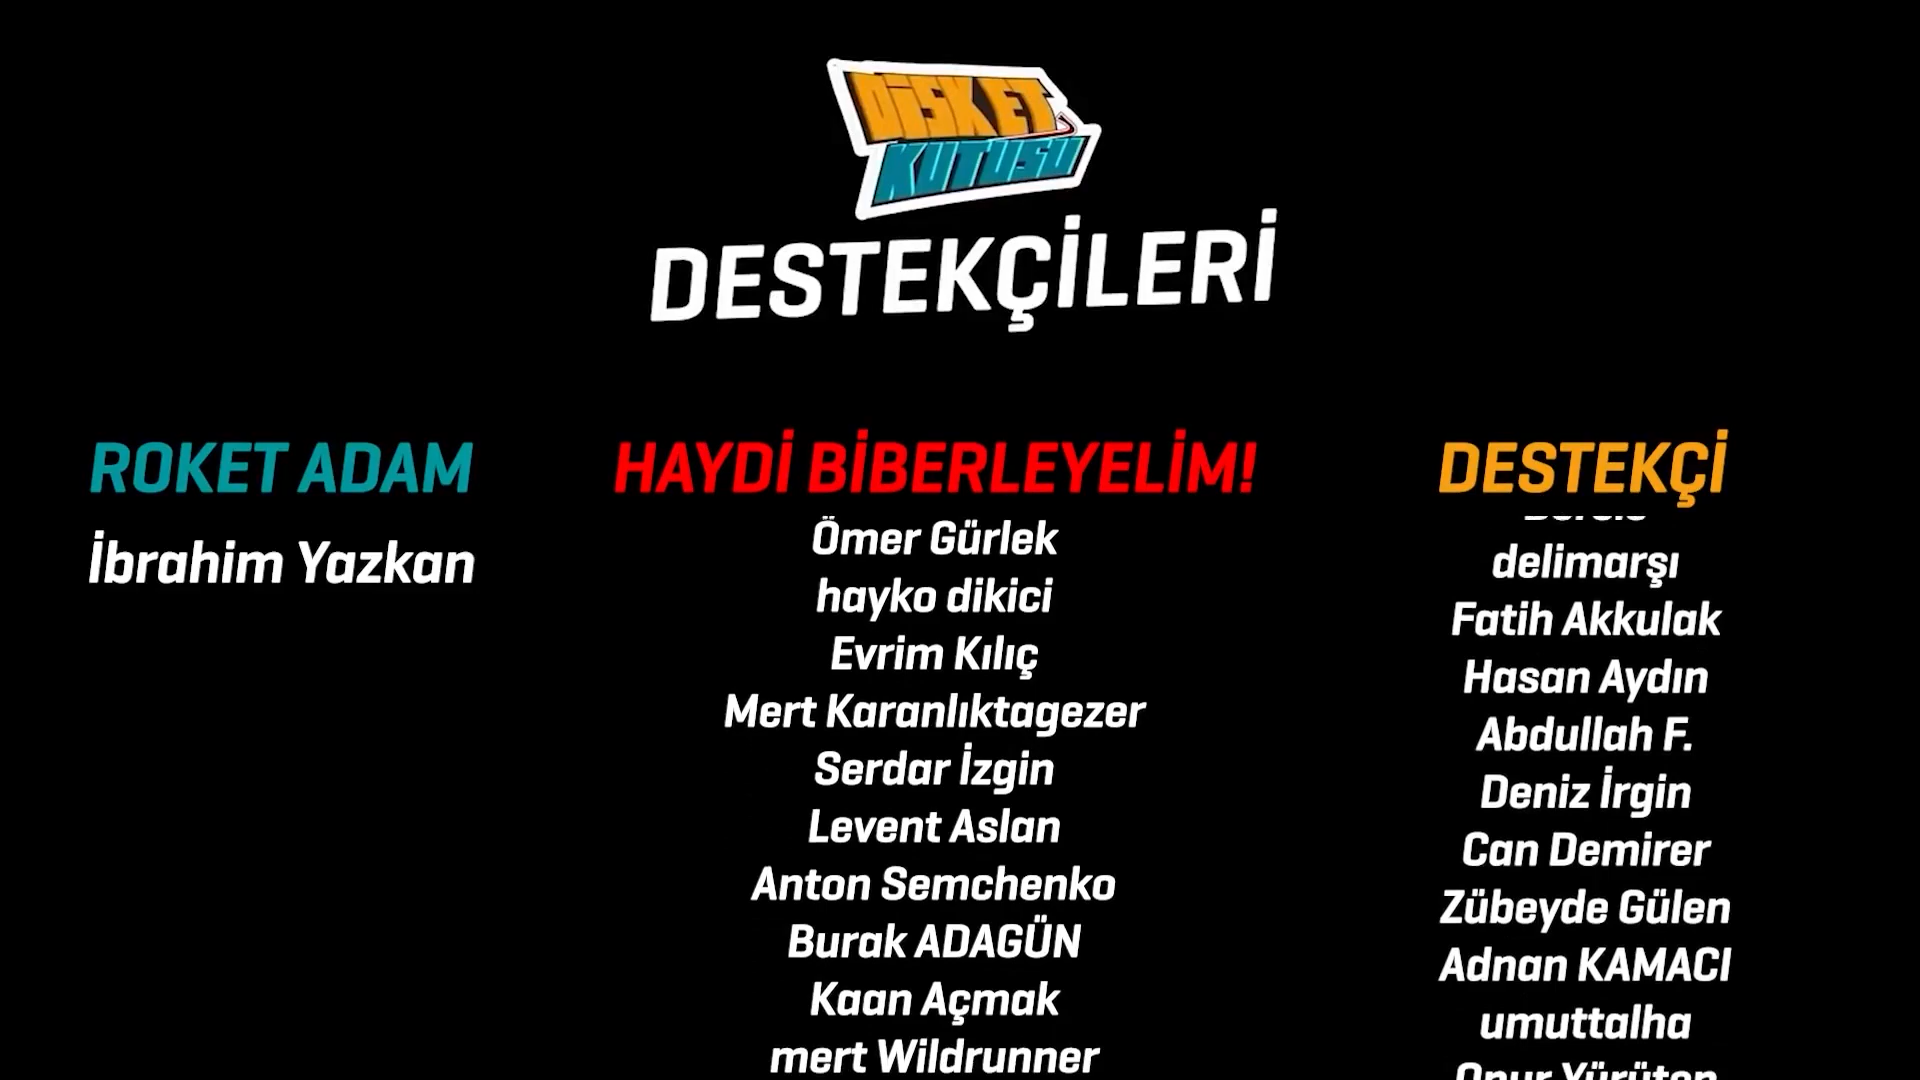 DİSKET
KUTUSU
DESTEKÇİLERİ
ROKET ADAM
İbrahim Yazkan
HAYDİ BİBERLEYELİM!
Ömer Gürlek
hayko dikici
Evrim Kılıç
Mert Karanlıktagezer
Serdar İzgin
Levent Aslan
Anton Semchenko
Burak ADAGÜN
Kaan Açmak
mert Wildrunner
DESTEKÇİ
delimarşı
Fatih Akkulak
Hasan Aydın
Abdullah F.
Deniz İrgin
Can Demirer
Zübeyde Gülen
Adnan KAMACI
umuttalha